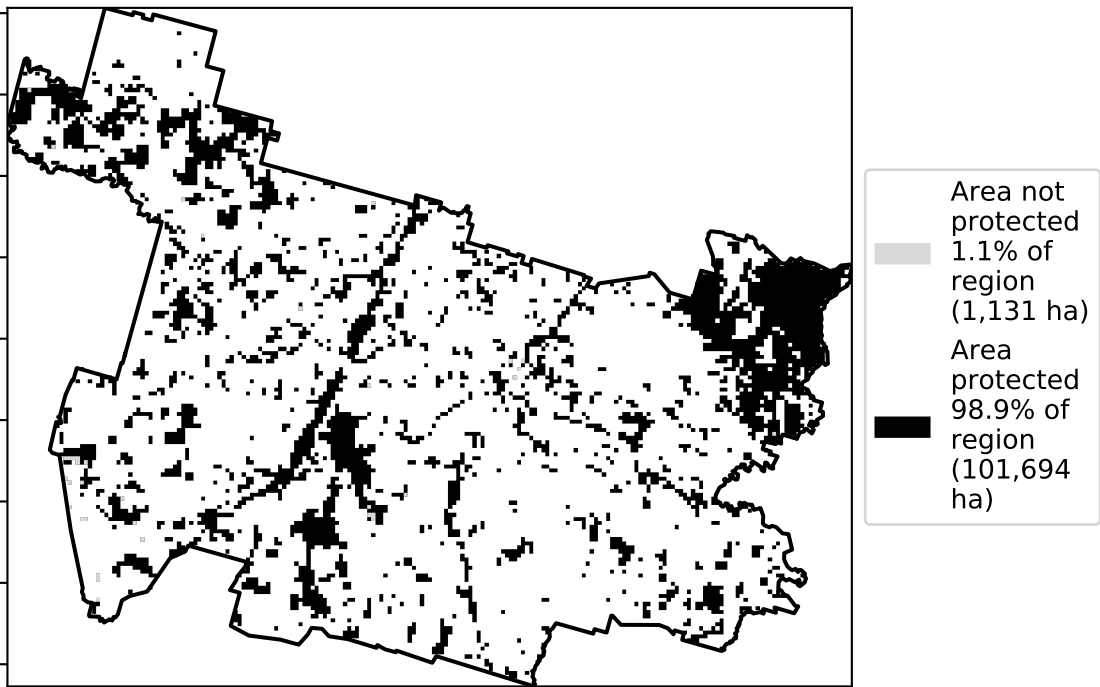 Area not
protected
1.1% of
region
(1,131 ha)
Area
protected
98.9% of
region
(101,694
ha)